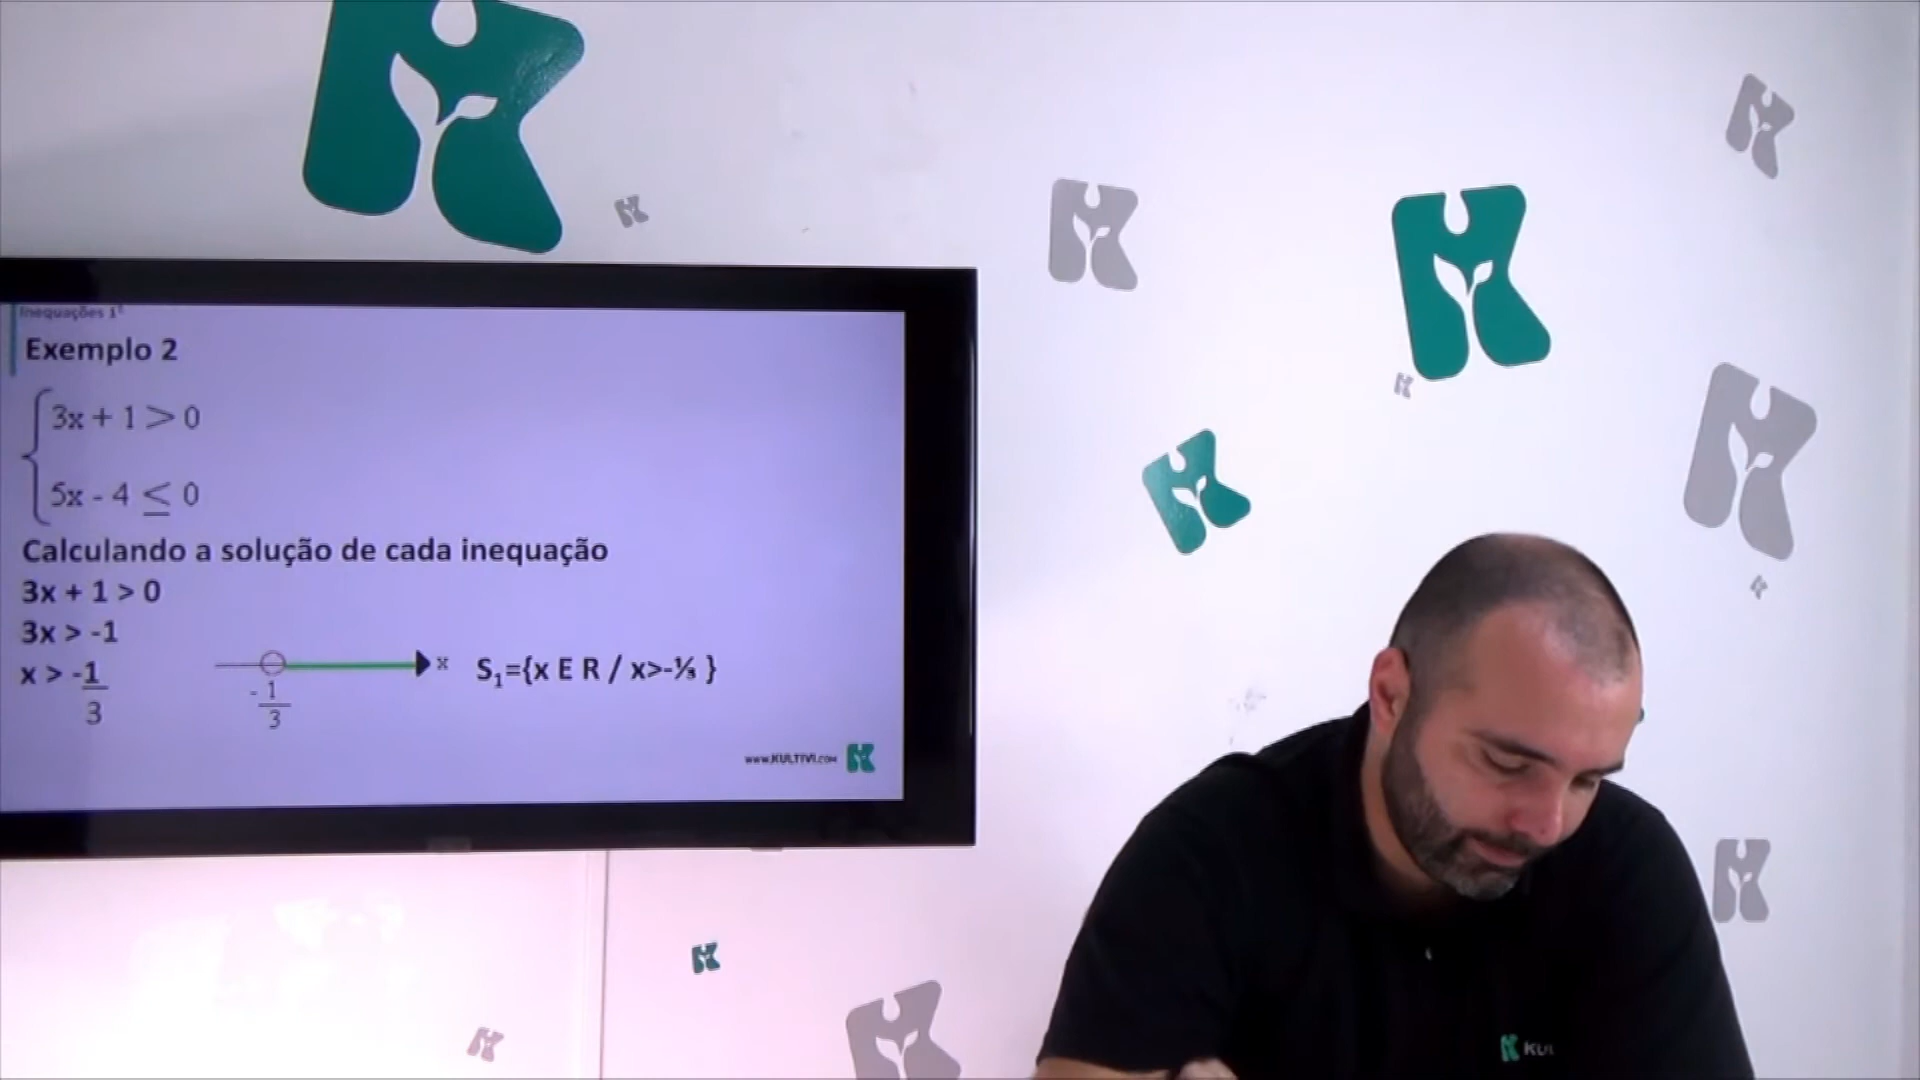 Inequações 1º
Exemplo 2
3x + 1 > 0
5x - 4 ≤ 0
Calculando a solução de cada inequação
3x + 1 > 0
3x > -1
x > -1
3
x
- 1
3
S₁={x E R / x>-⅓ }
www.KULTIVI.COM